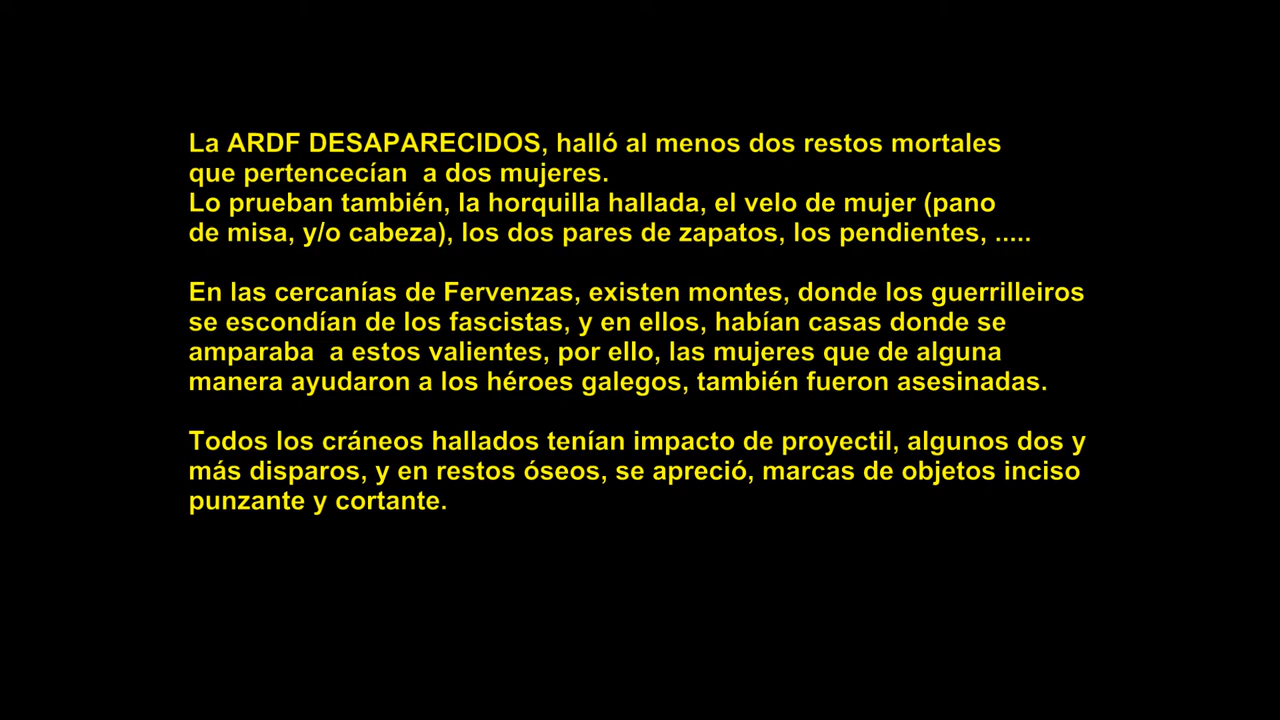 La ARDF DESAPARECIDOS, halló al menos dos restos mortales
que pertencecían  a dos mujeres.
Lo prueban también, la horquilla hallada, el velo de mujer (pano
de misa, y/o cabeza), los dos pares de zapatos, los pendientes, .....
En las cercanías de Fervenzas, existen montes, donde los guerrilleiros
se escondían de los fascistas, y en ellos, habían casas donde se
amparaba  a estos valientes, por ello, las mujeres que de alguna
manera ayudaron a los héroes galegos, también fueron asesinadas.
Todos los cráneos hallados tenían impacto de proyectil, algunos dos y
más disparos, y en restos óseos, se apreció, marcas de objetos inciso
punzante y cortante.